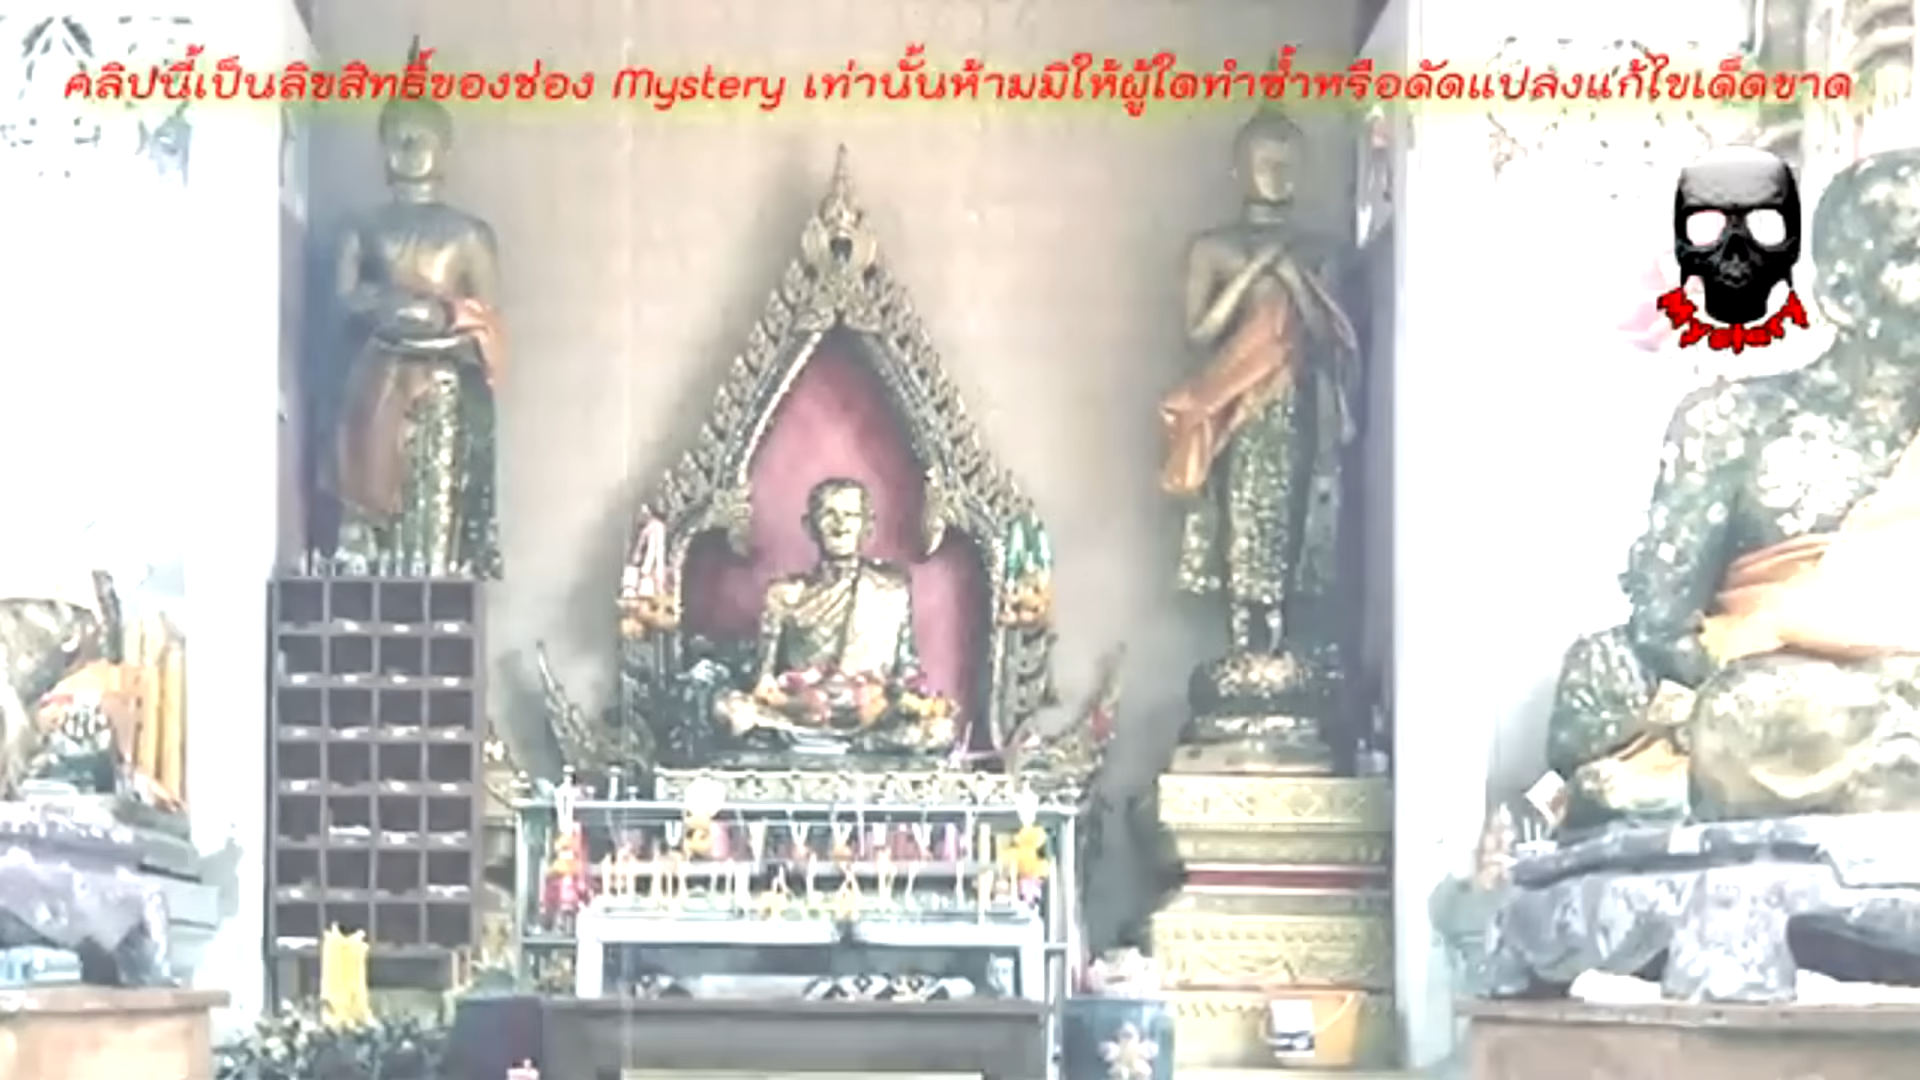 คลิปนี้เป็นลิขสิทธิ์ของช่อง Mystery เท่านั้นห้ามมิให้ผู้ใดทำซ้ำหรือดัดแปลงแก้ไขเด็ดขาด
Mystery